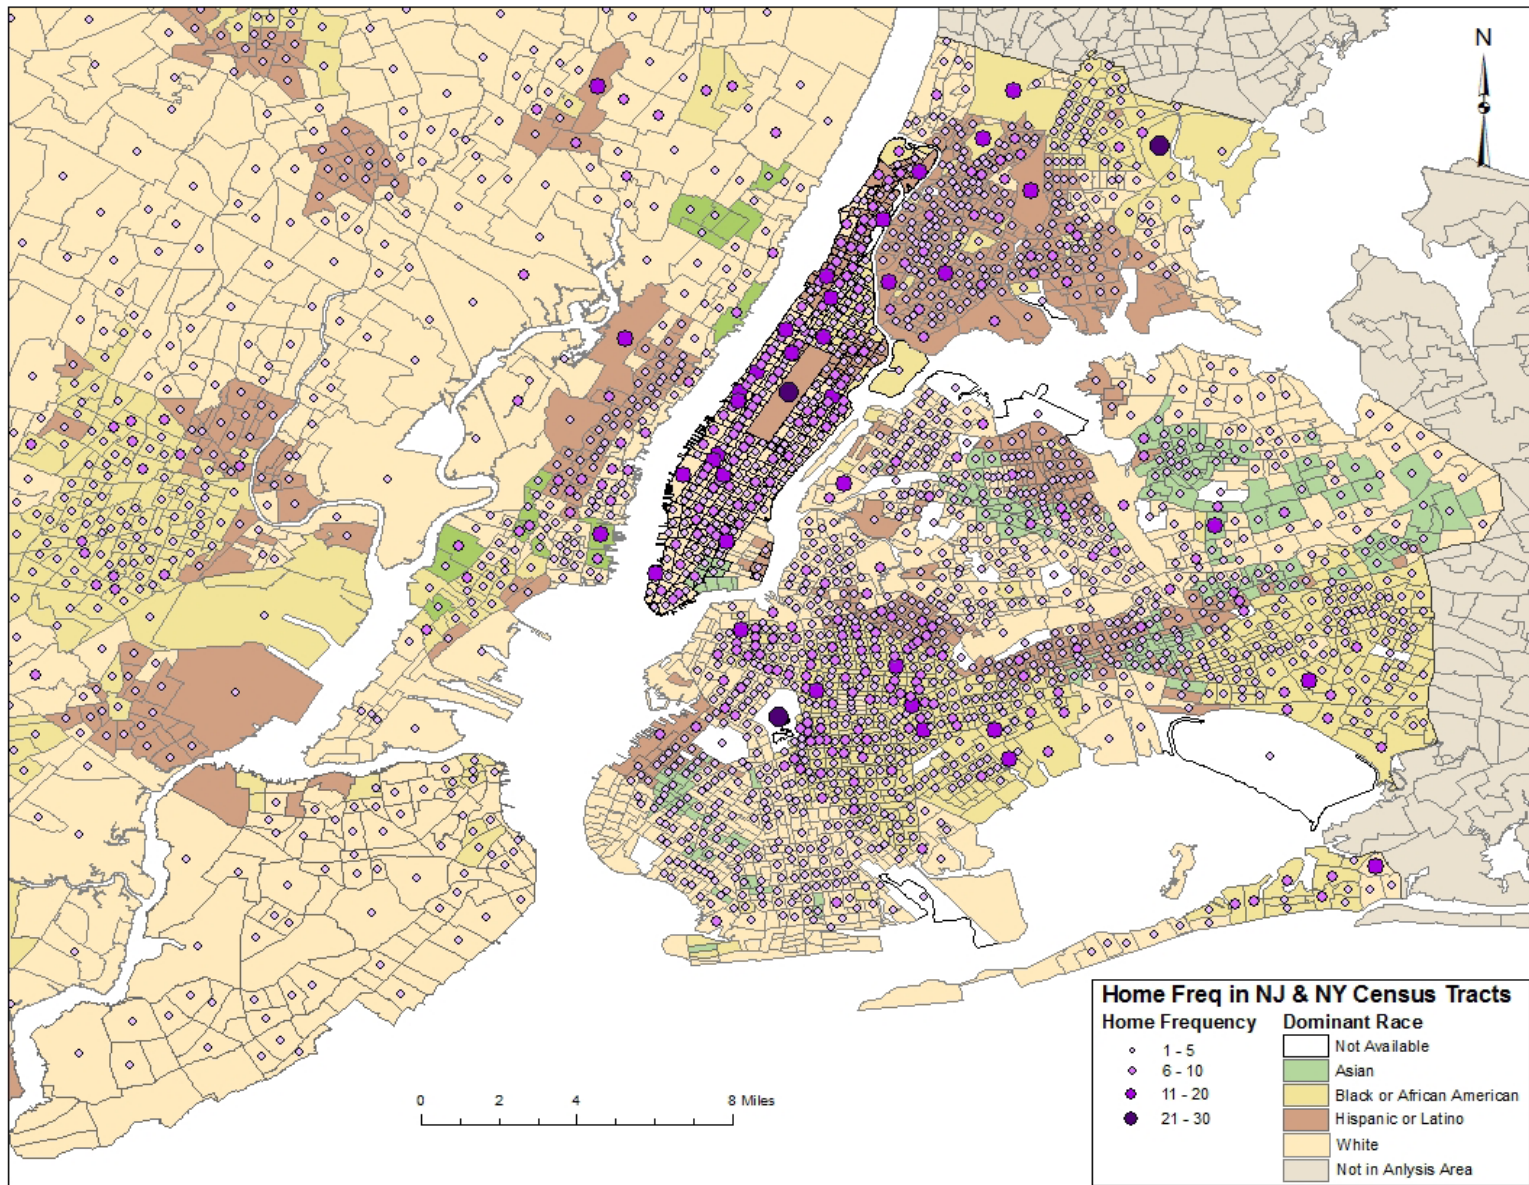 N
Home Freq in NJ & NY Census Tracts
Home Frequency
1 - 5
6 - 10
11 - 20
21 - 30
Dominant Race
Not Available
Asian
Black or African American
Hispanic or Latino
White
Not in Anlysis Area
0 2 4 8 Miles